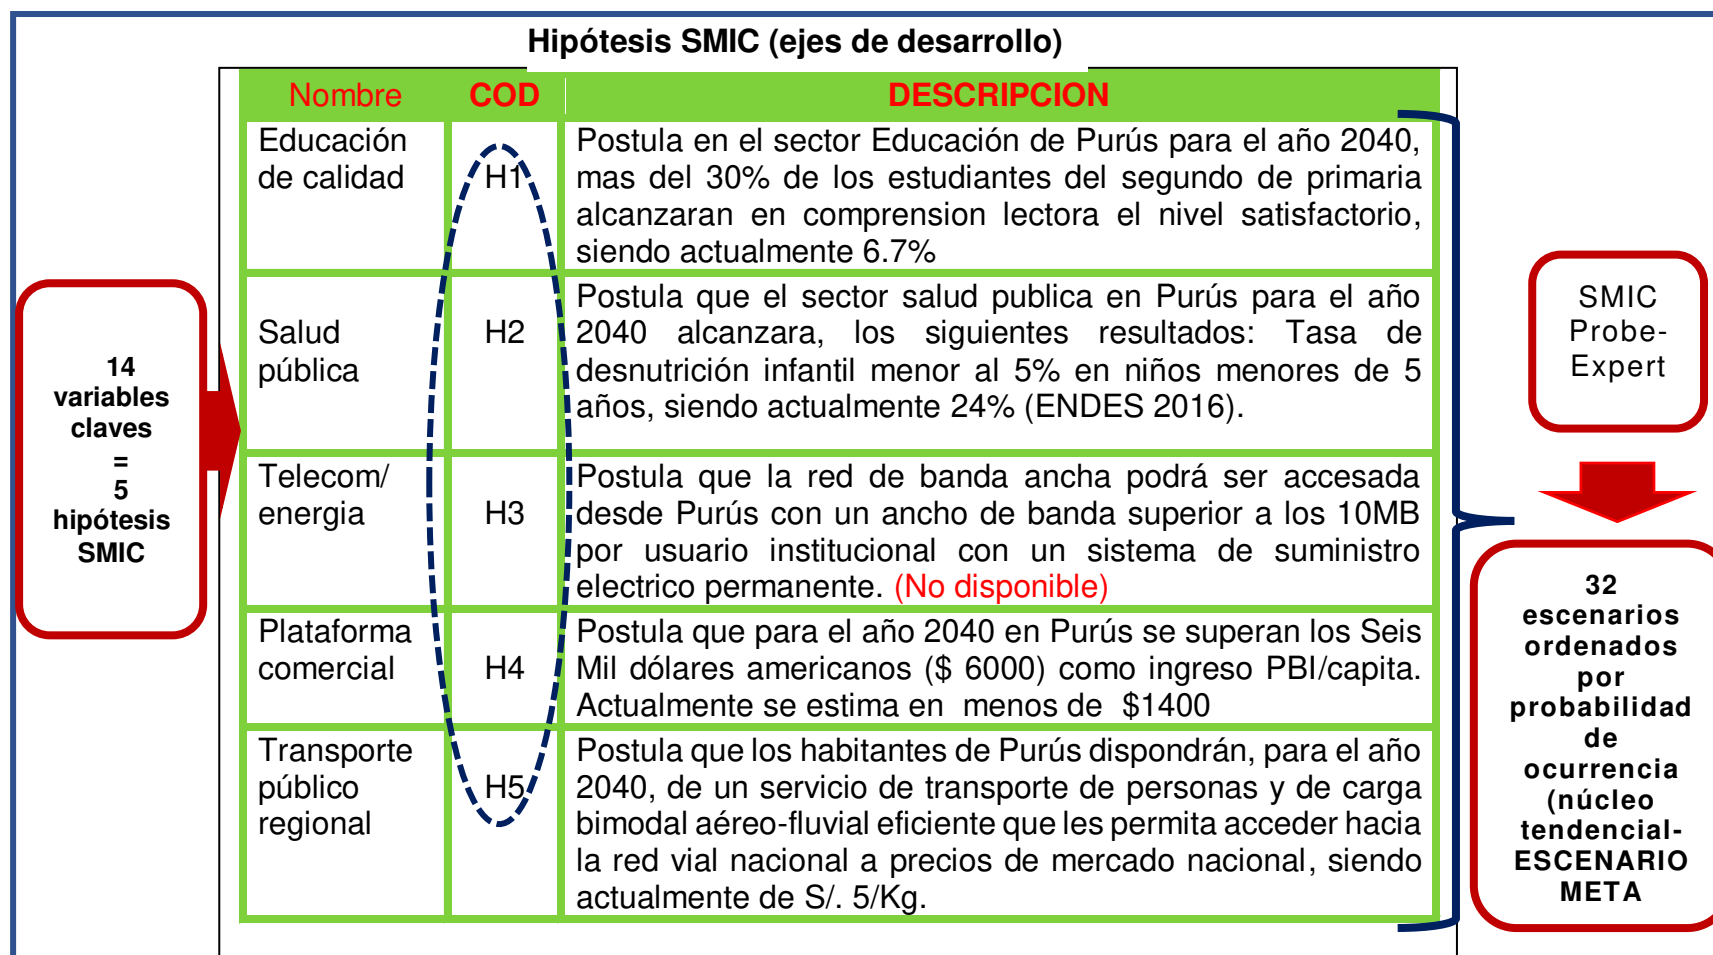 Hipótesis SMIC (ejes de desarrollo)
Nombre COD DESCRIPCION
Educación
de calidad
H1
Postula en el sector Educación de Purús para el año 2040,
mas del 30% de los estudiantes del segundo de primaria
alcanzaran en comprension lectora el nivel satisfactorio,
siendo actualmente 6.7%
Salud
pública
H2
Postula que el sector salud publica en Purús para el año
2040 alcanzara, los siguientes resultados: Tasa de
desnutrición infantil menor al 5% en niños menores de 5
años, siendo actualmente 24% (ENDES 2016).
Telecom/
energia
H3
Postula que la red de banda ancha podrá ser accesada
desde Purús con un ancho de banda superior a los 10MB
por usuario institucional con un sistema de suministro
electrico permanente. (No disponible)
Plataforma
comercial
H4
Postula que para el año 2040 en Purús se superan los Seis
Mil dólares americanos ($ 6000) como ingreso PBI/capita.
Actualmente se estima en menos de $1400
Transporte
público
regional
H5
Postula que los habitantes de Purús dispondrán, para el año
2040, de un servicio de transporte de personas y de carga
bimodal aéreo-fluvial eficiente que les permita acceder hacia
la red vial nacional a precios de mercado nacional, siendo
actualmente de S/. 5/Kg.
14
variables
claves
=
5
hipótesis
SMIC
SMIC
Probe-
Expert
32
escenarios
ordenados
por
probabilidad
de
ocurrencia
(núcleo
tendencial-
ESCENARIO
META